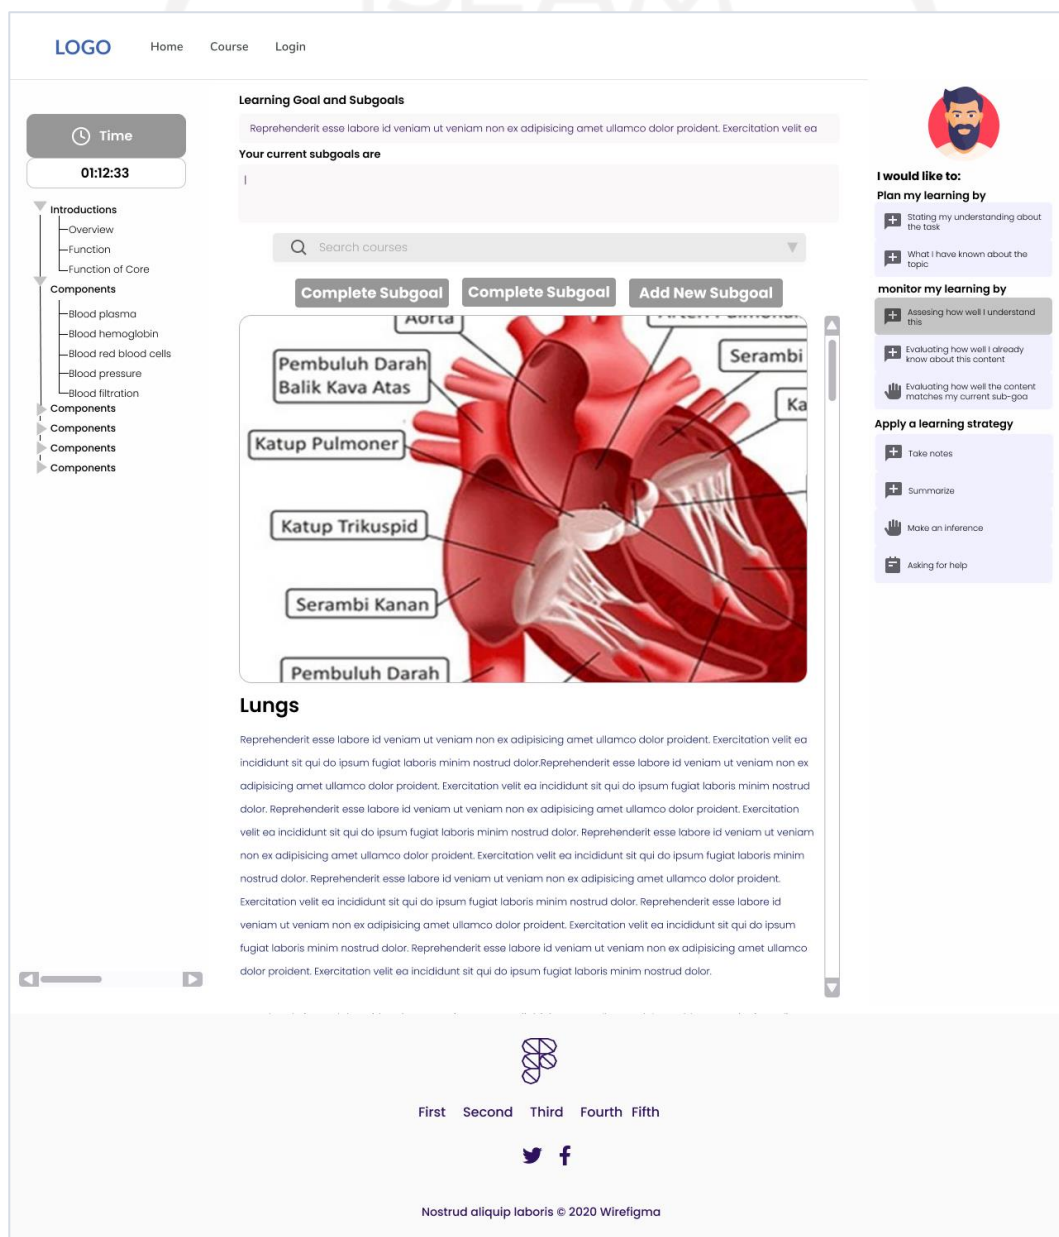 LOGO Home Course Login
Time
01:12:33
Introductions
Overview
Function
Function of Core
Components
Blood plasma
Blood hemoglobin
Blood red blood cells
Blood pressure
Blood filtration
Components
Components
Components
Components
Learning Goal and Subgoals
Reprehenderit esse labore id veniam ut veniam non ex adipisicing amet ullamco dolor proident. Exercitation velit ea
Your current subgoals are
Search courses
Complete Subgoal Complete Subgoal Add New Subgoal
Aorta
Pembuluh Darah
Balik Kava Atas
Serambi
Ka
Katup Pulmoner
Katup Trikuspid
Serambi Kanan
Pembuluh Darah
Lungs
Reprehenderit esse labore id veniam ut veniam non ex adipisicing amet ullamco dolor proident. Exercitation velit ea
incididunt sit qui do ipsum fugiat laboris minim nostrud dolor.Reprehenderit esse labore id veniam ut veniam non ex
adipisicing amet ullamco dolor proident. Exercitation velit ea incididunt sit qui do ipsum fugiat laboris minim nostrud
dolor. Reprehenderit esse labore id veniam ut veniam non ex adipisicing amet ullamco dolor proident. Exercitation
velit ea incididunt sit qui do ipsum fugiat laboris minim nostrud dolor. Reprehenderit esse labore id veniam ut veniam
non ex adipisicing amet ullamco dolor proident. Exercitation velit ea incididunt sit qui do ipsum fugiat laboris minim
nostrud dolor. Reprehenderit esse labore id veniam ut veniam non ex adipisicing amet ullamco dolor proident.
Exercitation velit ea incididunt sit qui do ipsum fugiat laboris minim nostrud dolor. Reprehenderit esse labore id
veniam ut veniam non ex adipisicing amet ullamco dolor proident. Exercitation velit ea incididunt sit qui do ipsum
fugiat laboris minim nostrud dolor. Reprehenderit esse labore id veniam ut veniam non ex adipisicing amet ullamco
dolor proident. Exercitation velit ea incididunt sit qui do ipsum fugiat laboris minim nostrud dolor.
I would like to:
Plan my learning by
Stating my understanding about
the task
What I have known about the
topic
monitor my learning by
Assesing how well I understand
this
Evaluating how well I already
know about this content
Evaluating how well the content
matches my current sub-goa
Apply a learning strategy
Take notes
Summarize
Make an inference
Asking for help
First Second Third Fourth Fifth
Nostrud aliquip laboris © 2020 Wirefigma